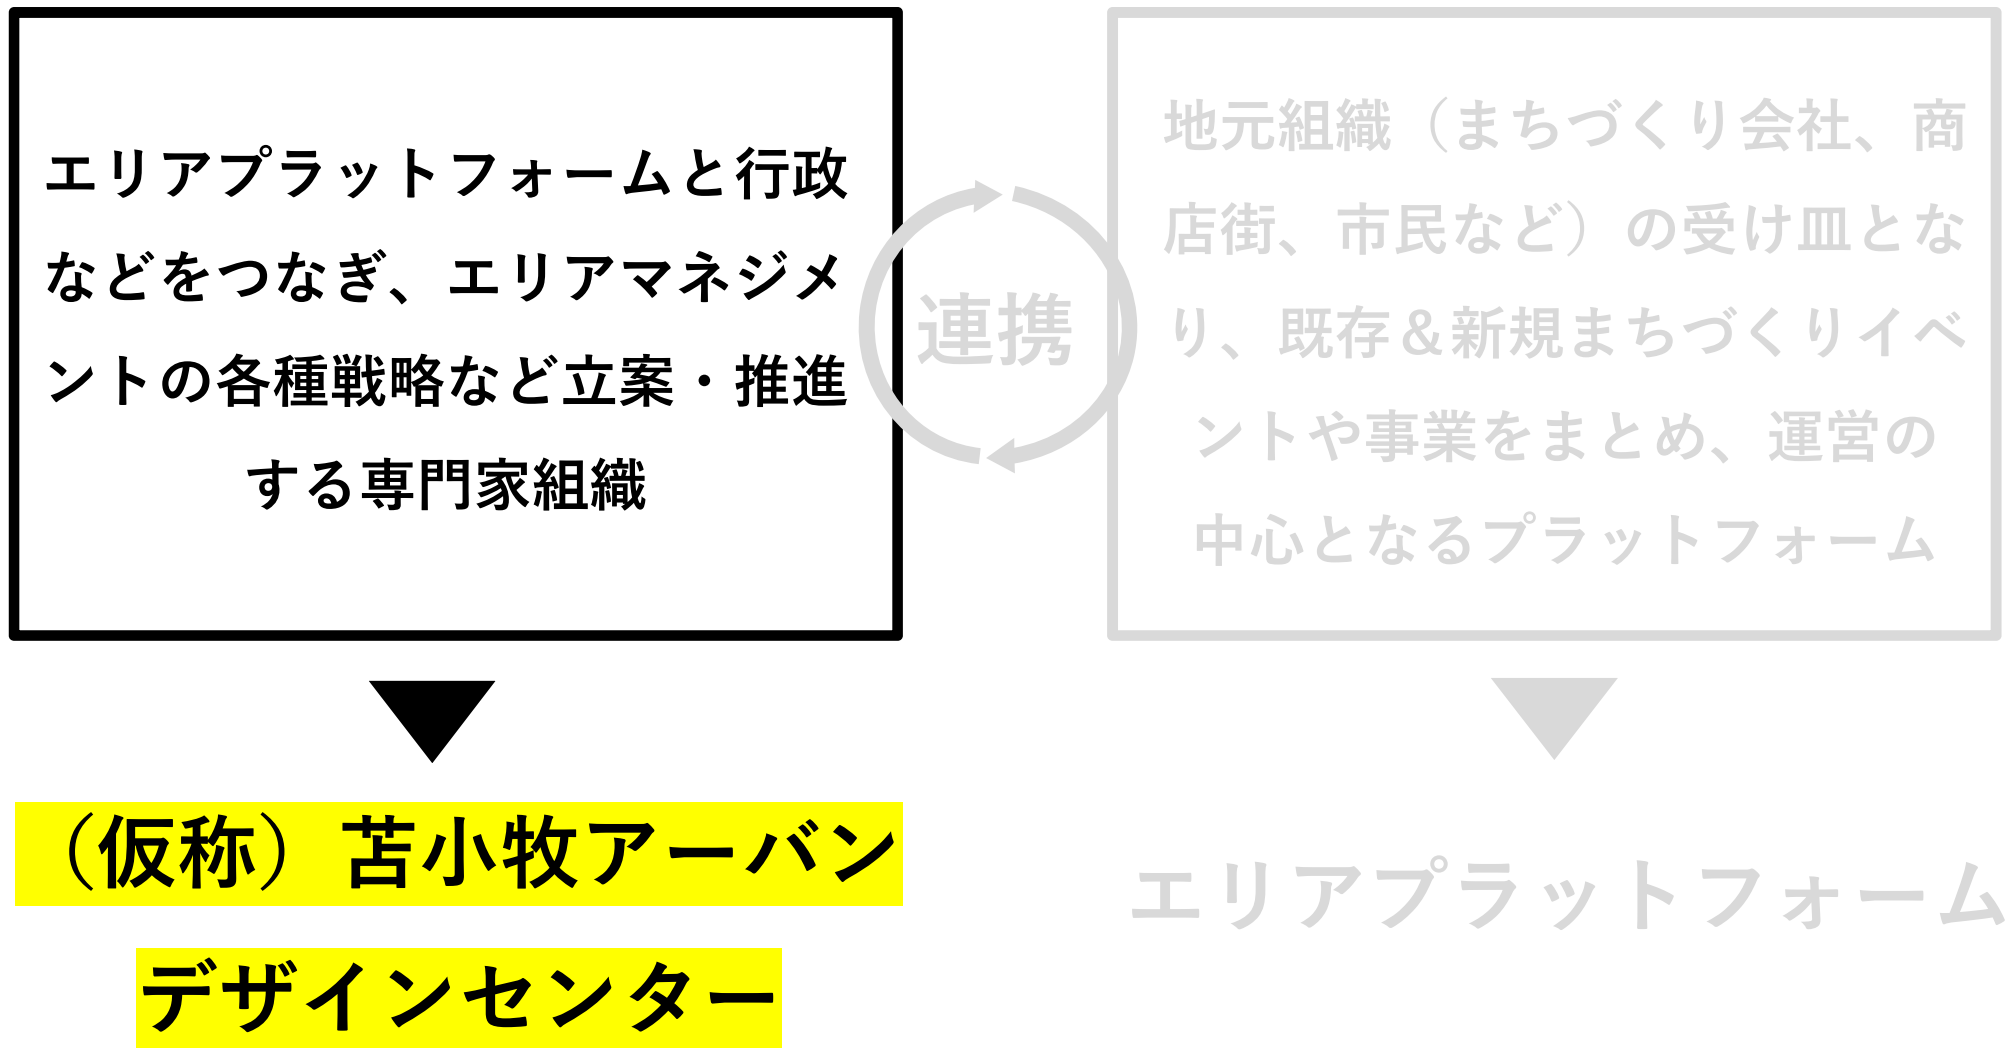 エリアプラットフォームと行政
などをつなぎ、エリアマネジメ
ントの各種戦略など立案・推進
する専門家組織
連携
地元組織（まちづくり会社、商
店街、市民など）の受け皿とな
り、既存＆新規まちづくりイベ
ントや事業をまとめ、運営の
中心となるプラットフォーム
（仮称）苫小牧アーバン
デザインセンター
エリアプラットフォーム